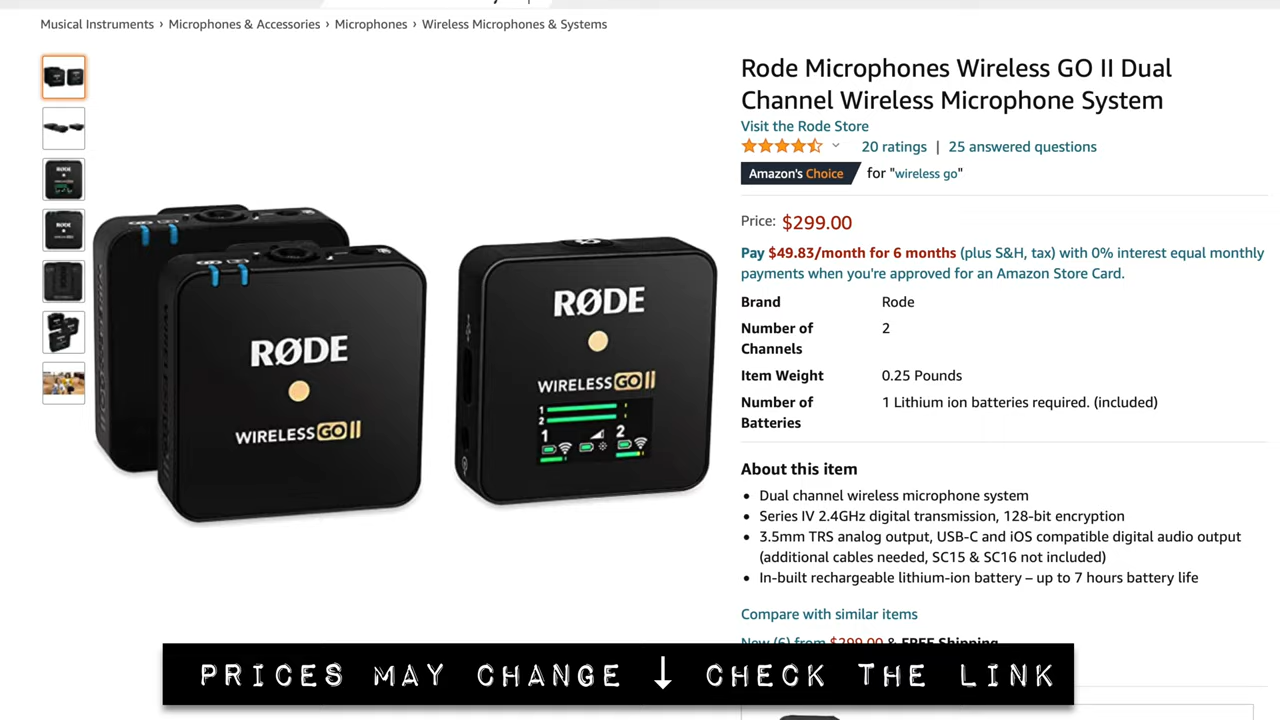 Musical Instruments › Microphones & Accessories › Microphones › Wireless Microphones & Systems
Rode Microphones Wireless GO II Dual
Channel Wireless Microphone System
Visit the Rode Store
20 ratings | 25 answered questions
Amazon's Choice for "wireless go"
Price: $299.00
Pay $49.83/month for 6 months (plus S&H, tax) with 0% interest equal monthly
payments when you're approved for an Amazon Store Card.
Brand Rode
Number of 2
Channels
Item Weight 0.25 Pounds
Number of 1 Lithium ion batteries required. (included)
Batteries
About this item
• Dual channel wireless microphone system
• Series IV 2.4GHz digital transmission, 128-bit encryption
• 3.5mm TRS analog output, USB-C and iOS compatible digital audio output
(additional cables needed, SC15 & SC16 not included)
• In-built rechargeable lithium-ion battery – up to 7 hours battery life
Compare with similar items
New (6) from $299.00 & FREE Shipping
RØDE
WIRELESS GO II
RØDE
WIRELESS GO II
1
2
1 2
PRICES MAY CHANGE ↓ CHECK THE LINK